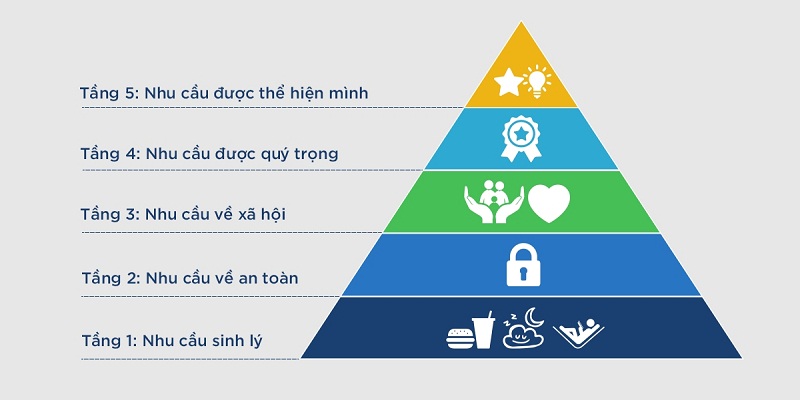 Tầng 5: Nhu cầu được thể hiện mình
Tầng 4: Nhu cầu được quý trọng
Tầng 3: Nhu cầu về xã hội
Tầng 2: Nhu cầu về an toàn
Tầng 1: Nhu cầu sinh lý